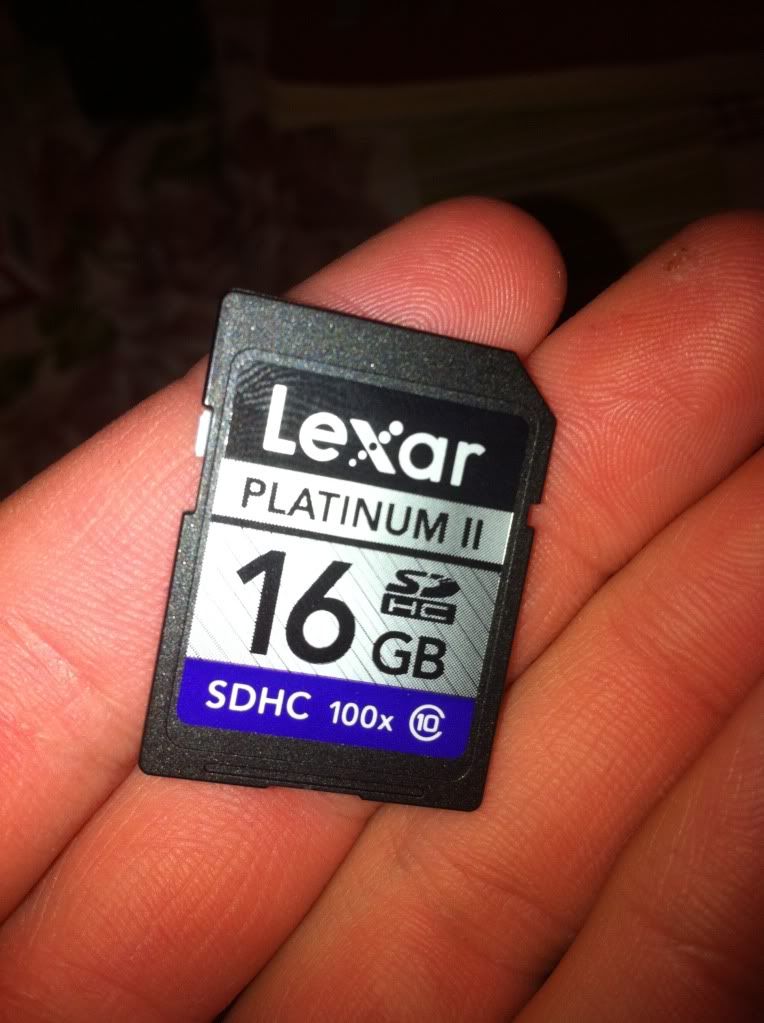 Lexar
PLATINUM II
16 GB
SD HC
SDHC 100x 10